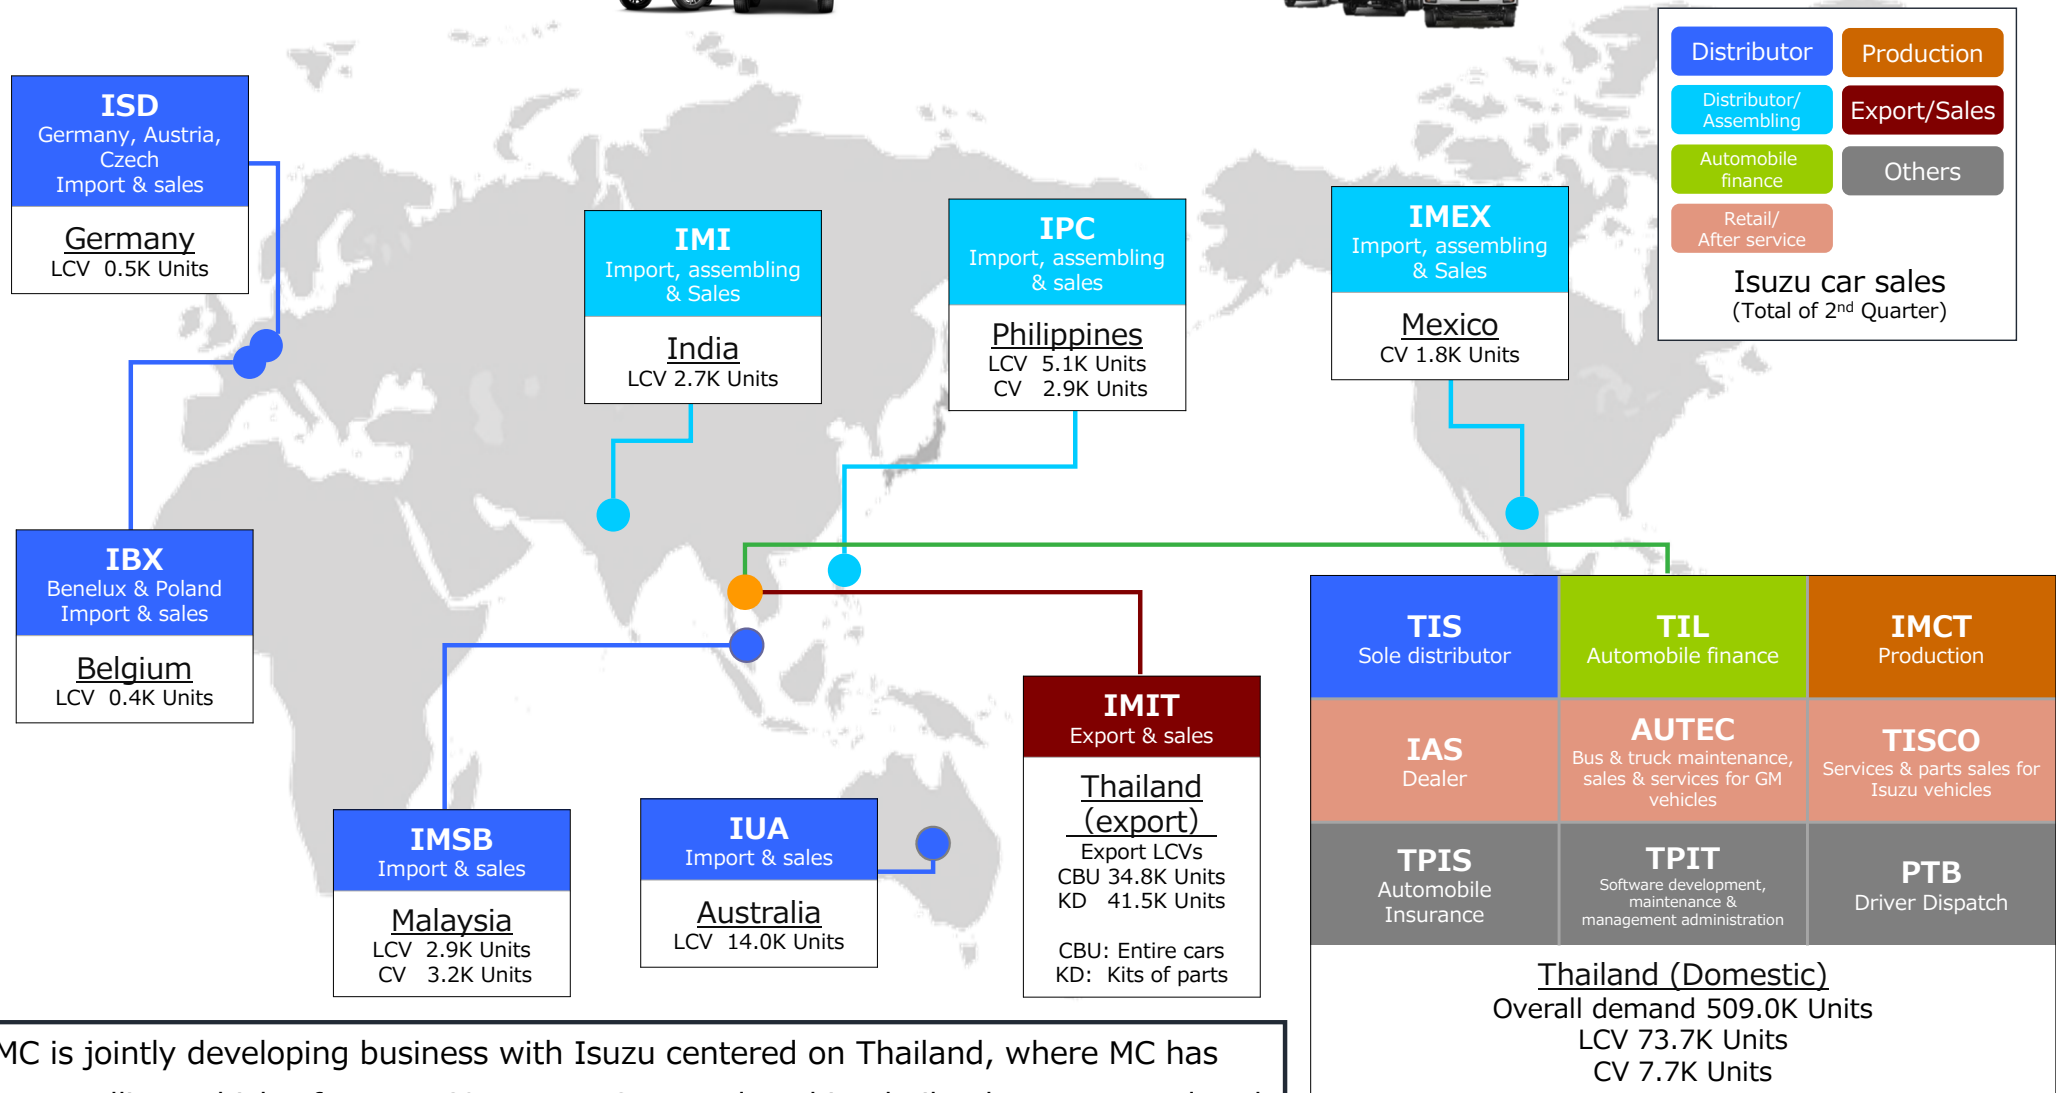 ISD
Germany, Austria,
Czech
Import & sales
Germany
LCV 0.5K Units
IMI
Import, assembling
& Sales
India
LCV 2.7K Units
IPC
Import, assembling
& sales
Philippines
LCV 5.1K Units
CV 2.9K Units
IMEX
Import, assembling
& Sales
Mexico
CV 1.8K Units
Distributor
Production
Distributor/
Assembling
Export/Sales
Automobile
finance
Others
Retail/
After service
Isuzu car sales
(Total of 2nd Quarter)
IBX
Benelux & Poland
Import & sales
Belgium
LCV 0.4K Units
IMSB
Import & sales
Malaysia
LCV 2.9K Units
CV 3.2K Units
IUA
Import & sales
Australia
LCV 14.0K Units
IMIT
Export & sales
Thailand
(export)
Export LCVs
CBU 34.8K Units
KD 41.5K Units
CBU: Entire cars
KD: Kits of parts
TIS
Sole distributor
TIL
Automobile finance
IMCT
Production
IAS
Dealer
AUTEC
Bus & truck maintenance,
sales & services for GM
vehicles
TISCO
Services & parts sales for
Isuzu vehicles
TPIS
Automobile
Insurance
TPIT
Software development,
maintenance &
management administration
PTB
Driver Dispatch
Thailand (Domestic)
Overall demand 509.0K Units
LCV 73.7K Units
CV 7.7K Units
MC is jointly developing business with Isuzu centered on Thailand, where MC has